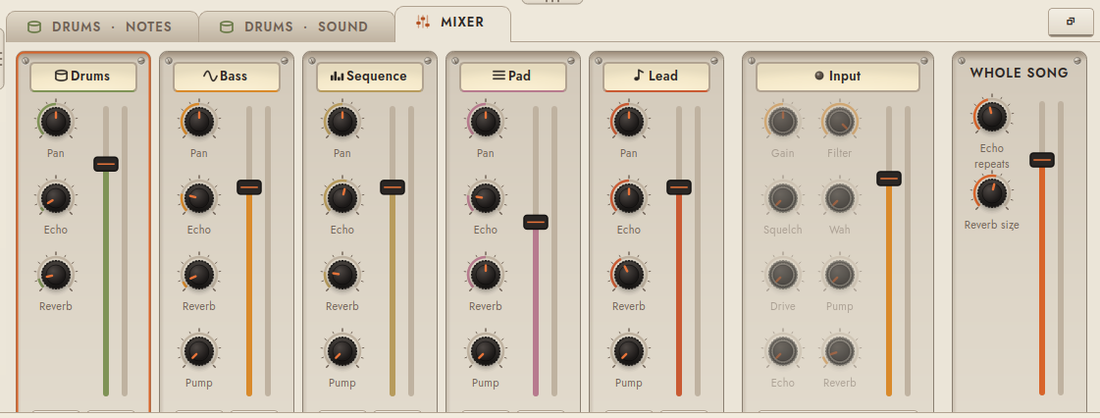 DRUMS · NOTES
DRUMS · SOUND
MIXER
Drums
Pan
Echo
Reverb
Bass
Pan
Echo
Reverb
Pump
Sequence
Pan
Echo
Reverb
Pump
Pad
Pan
Echo
Reverb
Pump
Lead
Pan
Echo
Reverb
Pump
Input
Gain Filter
Squelch Wah
Drive Pump
Echo Reverb
WHOLE SONG
Echo
repeats
Reverb size